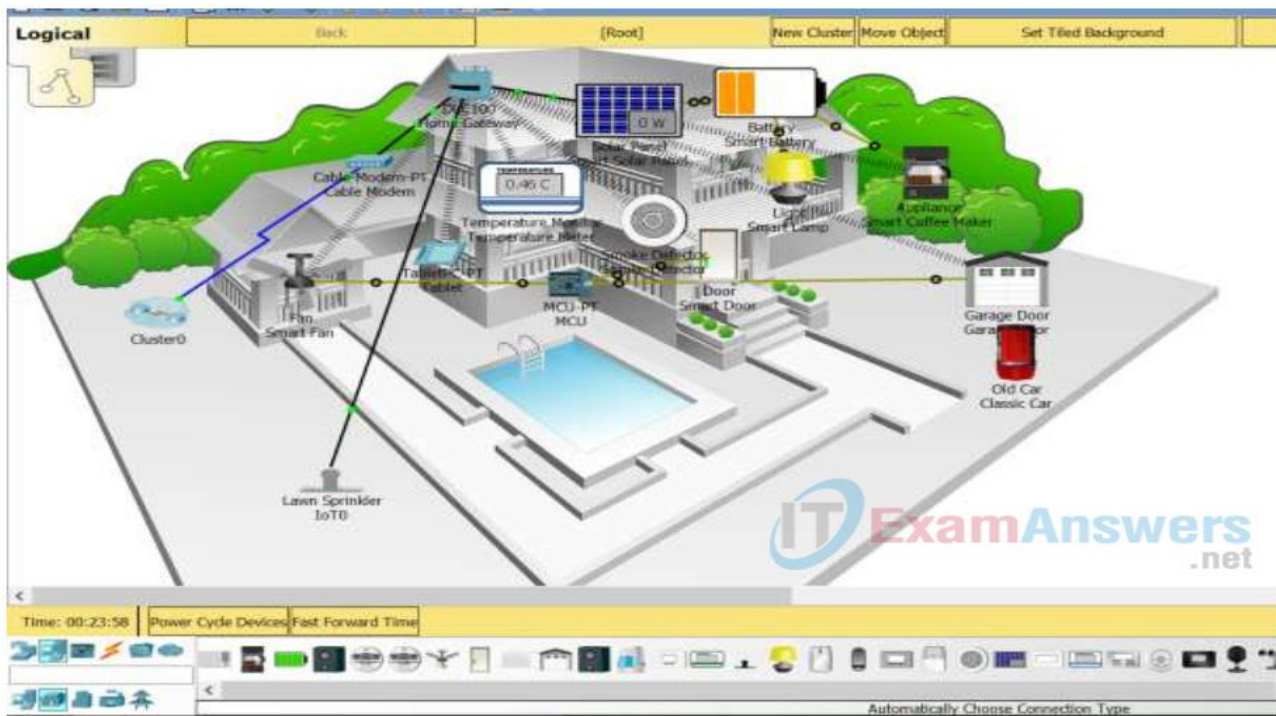 Logical
Back
[Root]
New Cluster
Move Object
Set Tiled Background
Home Gateway
0 W
Battery
Smart Battery
Cable-Modem-PT
Cable Modem
TEMPERATURE
0.46 C
Appliance
Smart Coffee Maker
Smart Lamp
Temperature Monitor
Temperature Meter
Smoke Detector
Tablet
MCU-PT
MCU
Door
Smart Door
Fan
Smart Fan
Cluster0
Garage Door
Old Car
Classic Car
Lawn Sprinkler
IoT0
ITExamAnswers
.net
Time: 00:23:58
Power Cycle Devices
Fast Forward Time
Automatically Choose Connection Type